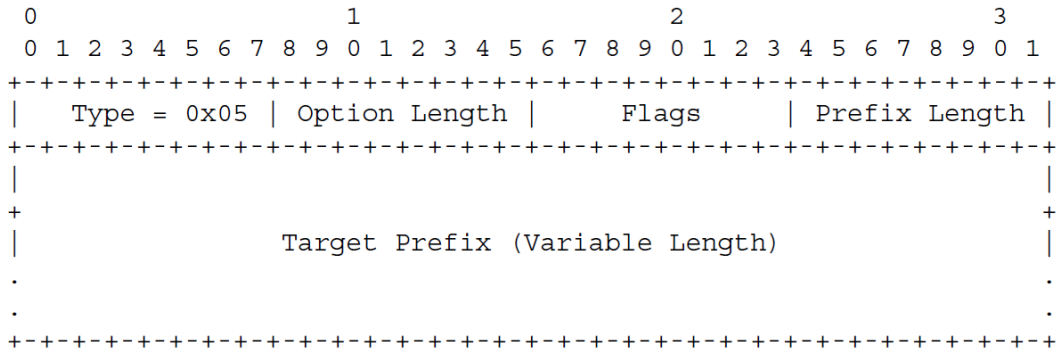 0                   1                   2                   3
 0 1 2 3 4 5 6 7 8 9 0 1 2 3 4 5 6 7 8 9 0 1 2 3 4 5 6 7 8 9 0 1
+-+-+-+-+-+-+-+-+-+-+-+-+-+-+-+-+-+-+-+-+-+-+-+-+-+-+-+-+-+-+-+-+
|   Type = 0x05 | Option Length |     Flags     | Prefix Length |
+-+-+-+-+-+-+-+-+-+-+-+-+-+-+-+-+-+-+-+-+-+-+-+-+-+-+-+-+-+-+-+-+
|                                                               |
+                                                               +
|                Target Prefix (Variable Length)                |
.                                                               .
.                                                               .
+-+-+-+-+-+-+-+-+-+-+-+-+-+-+-+-+-+-+-+-+-+-+-+-+-+-+-+-+-+-+-+-+